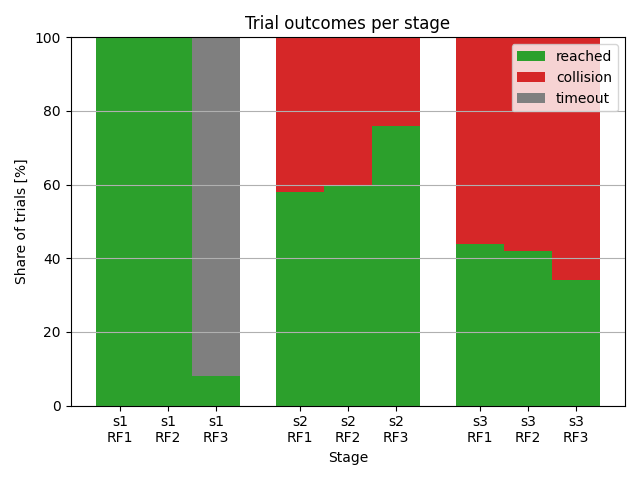 Trial outcomes per stage
reached
collision
timeout
Share of trials [%]
100
80
60
40
20
0
s1 s1 s1 s2 s2 s2 s3 s3 s3
RF1 RF2 RF3 RF1 RF2 RF3 RF1 RF2 RF3
Stage